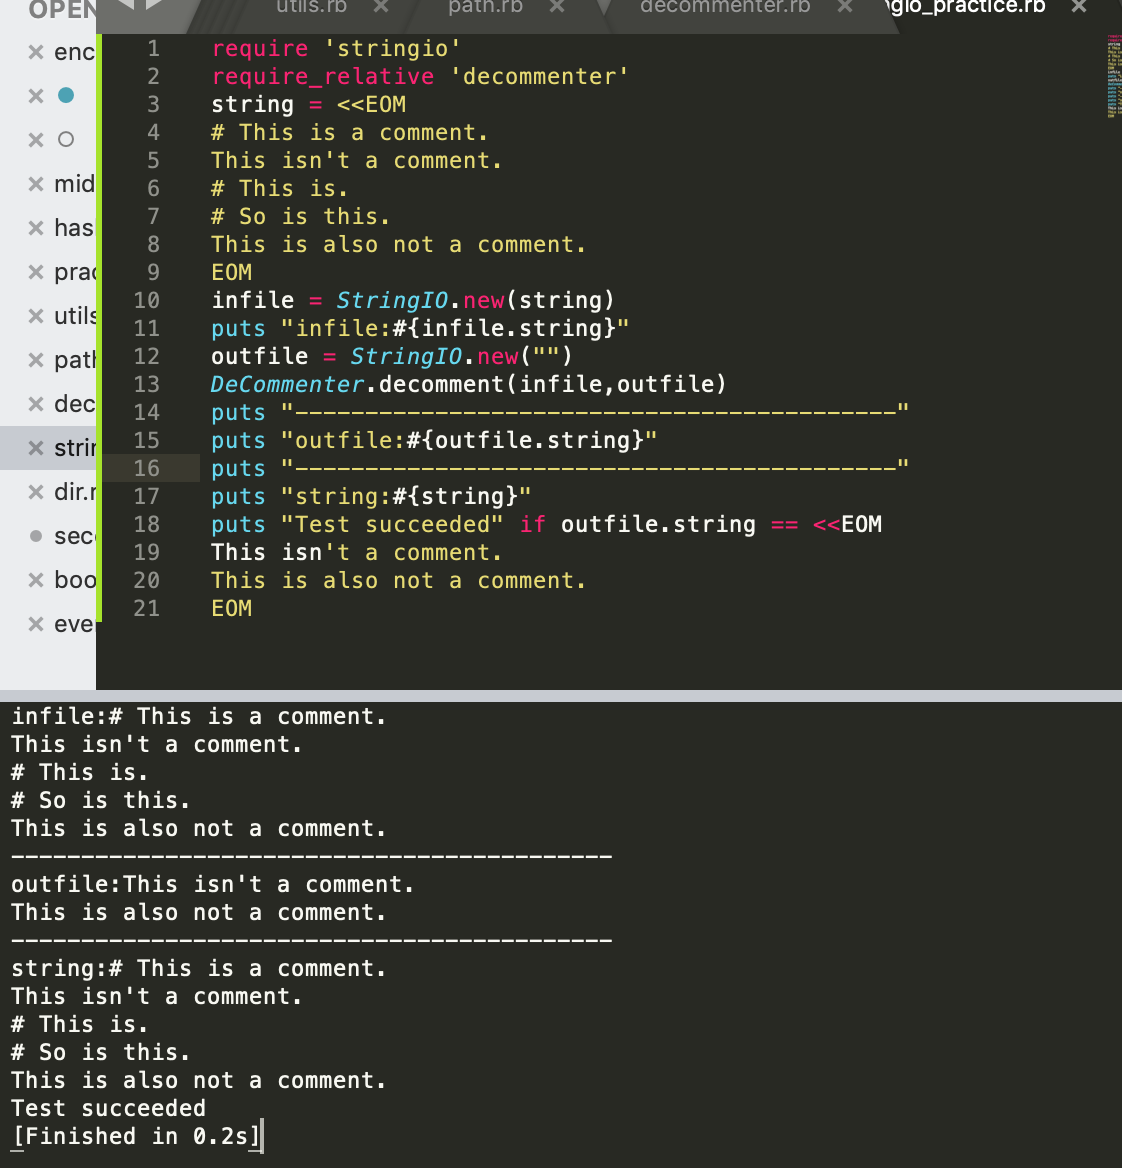 OPEN
utils.rb
path.rb
decommenter.rb
gio_practice.rb
enc
mid
has
prac
utils
path
dec
strin
dir.r
sec
boo
eve
1 require 'stringio'
2 require_relative 'decommenter'
3 string = <<EOM
4 # This is a comment.
5 This isn't a comment.
6 # This is.
7 # So is this.
8 This is also not a comment.
9 EOM
10 infile = StringIO.new(string)
11 puts "infile:#{infile.string}"
12 outfile = StringIO.new("")
13 DeCommenter.decomment(infile,outfile)
14 puts "-------------------------------------------"
15 puts "outfile:#{outfile.string}"
16 puts "-------------------------------------------"
17 puts "string:#{string}"
18 puts "Test succeeded" if outfile.string == <<EOM
19 This isn't a comment.
20 This is also not a comment.
21 EOM
infile:# This is a comment.
This isn't a comment.
# This is.
# So is this.
This is also not a comment.
-------------------------------------------
outfile:This isn't a comment.
This is also not a comment.
-------------------------------------------
string:# This is a comment.
This isn't a comment.
# This is.
# So is this.
This is also not a comment.
Test succeeded
[Finished in 0.2s]